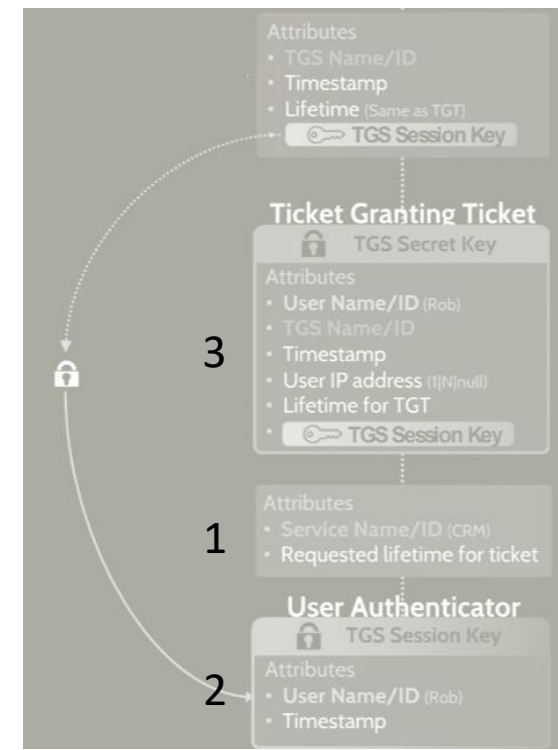 Attributes
• TGS Name/ID
• Timestamp
• Lifetime (Same as TGT)
TGS Session Key
Ticket Granting Ticket
TGS Secret Key
Attributes
• User Name/ID (Rob)
• TGS Name/ID
3
• Timestamp
• User IP address (1|N|null)
• Lifetime for TGT
• TGS Session Key
Attributes
1
• Service Name/ID (CRM)
• Requested lifetime for ticket
User Authenticator
TGS Session Key
Attributes
2
• User Name/ID (Rob)
• Timestamp